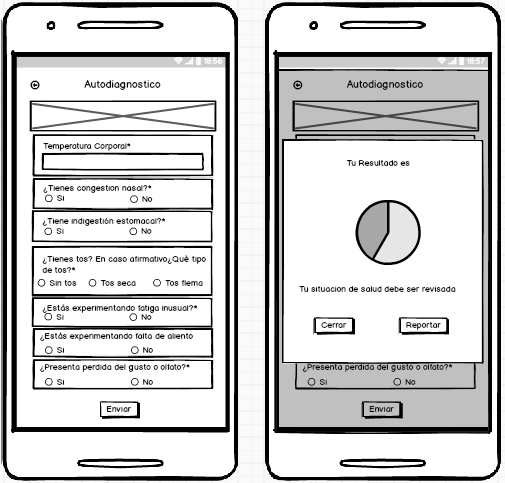 18:56
Autodiagnostico
Temperatura Corporal*
¿Tienes congestion nasal?*
Si No
¿Tiene indigestión estomacal?*
Si No
¿Tienes tos? En caso afirmativo¿Qué tipo
de tos?*
Sin tos Tos seca Tos flema
¿Estás experimentando fatiga inusual?*
Si No
¿Estás experimentando falta de aliento
Si No
¿Presenta perdida del gusto o olfato?*
Si No
Enviar
18:57
Autodiagnostico
Tu Resultado es
Tu situacion de salud debe ser revisada
Cerrar Reportar
¿Presenta perdida del gusto o olfato?*
Si No
Enviar